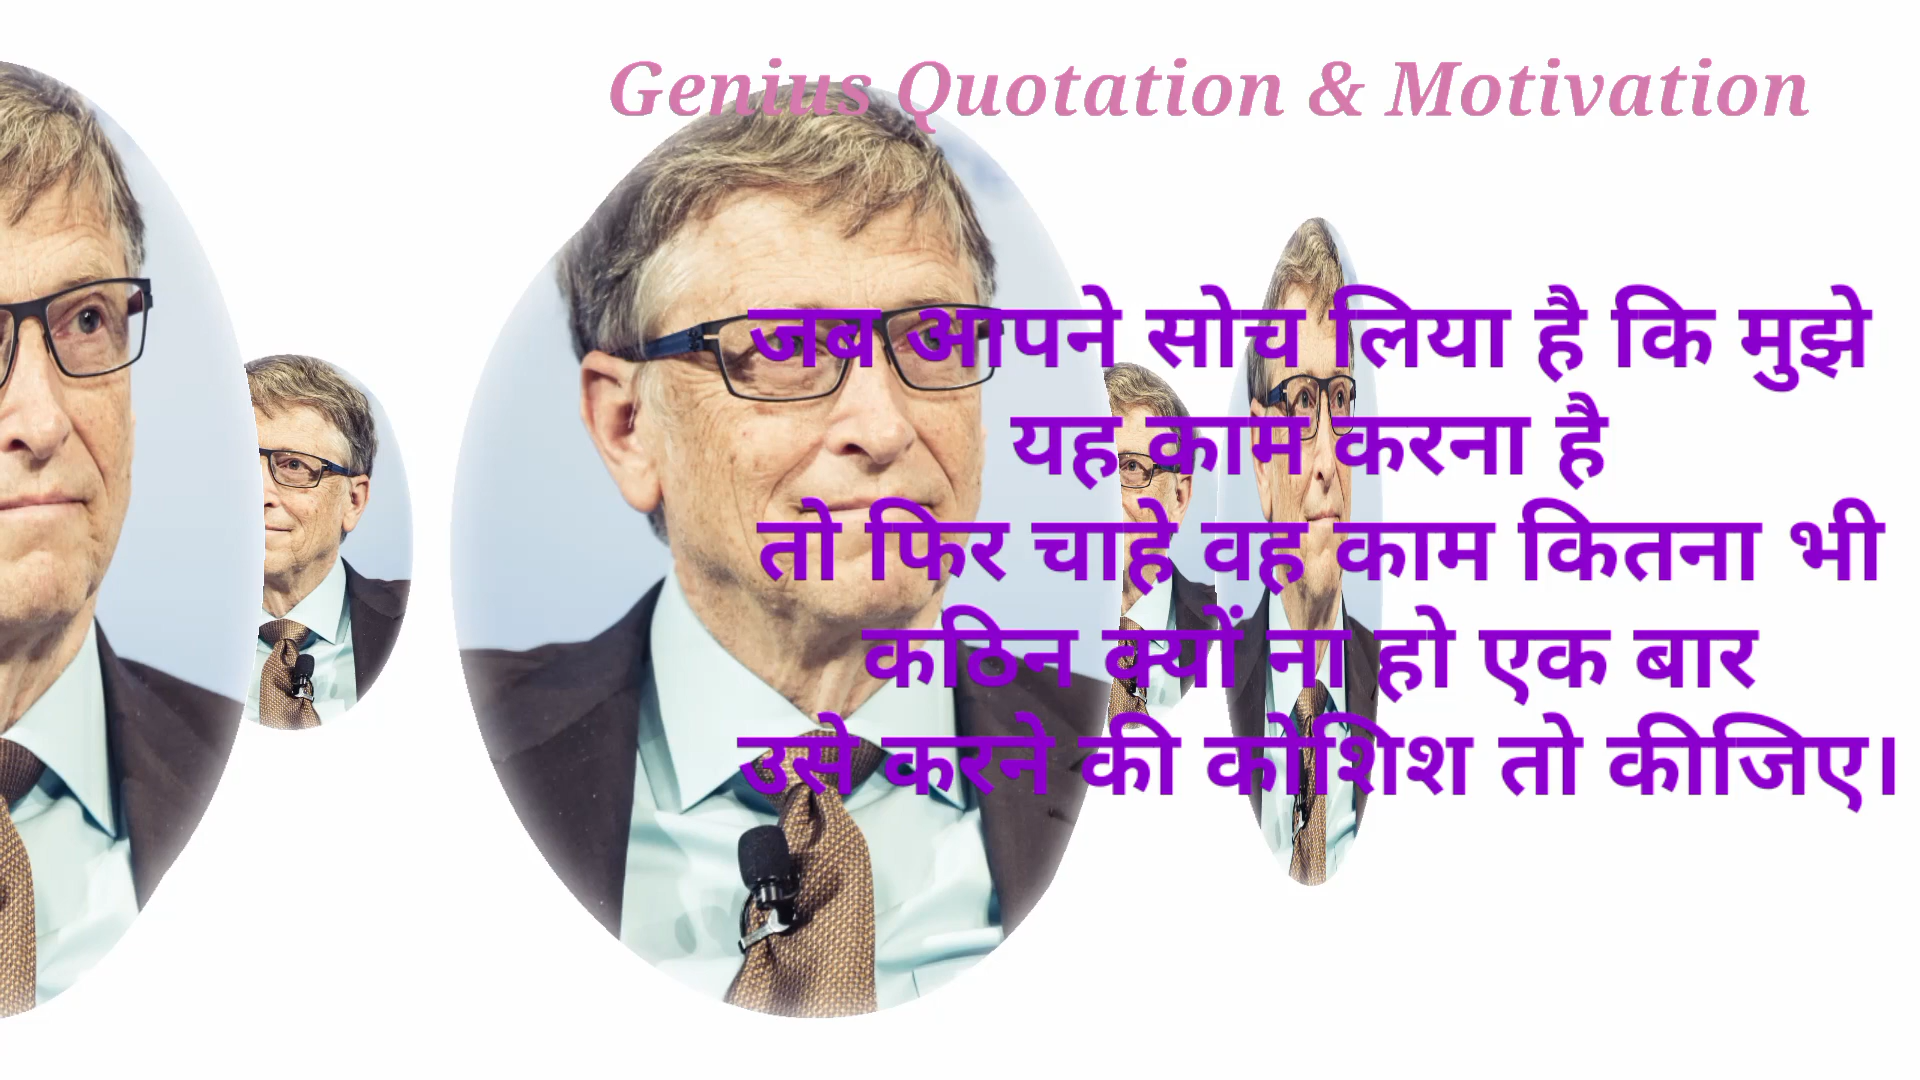 Genius Quotation & Motivation
जब आपने सोच लिया है कि मुझे
यह काम करना है
तो फिर चाहे वह काम कितना भी
कठिन क्यों ना हो एक बार
उसे करने की कोशिश तो कीजिए।